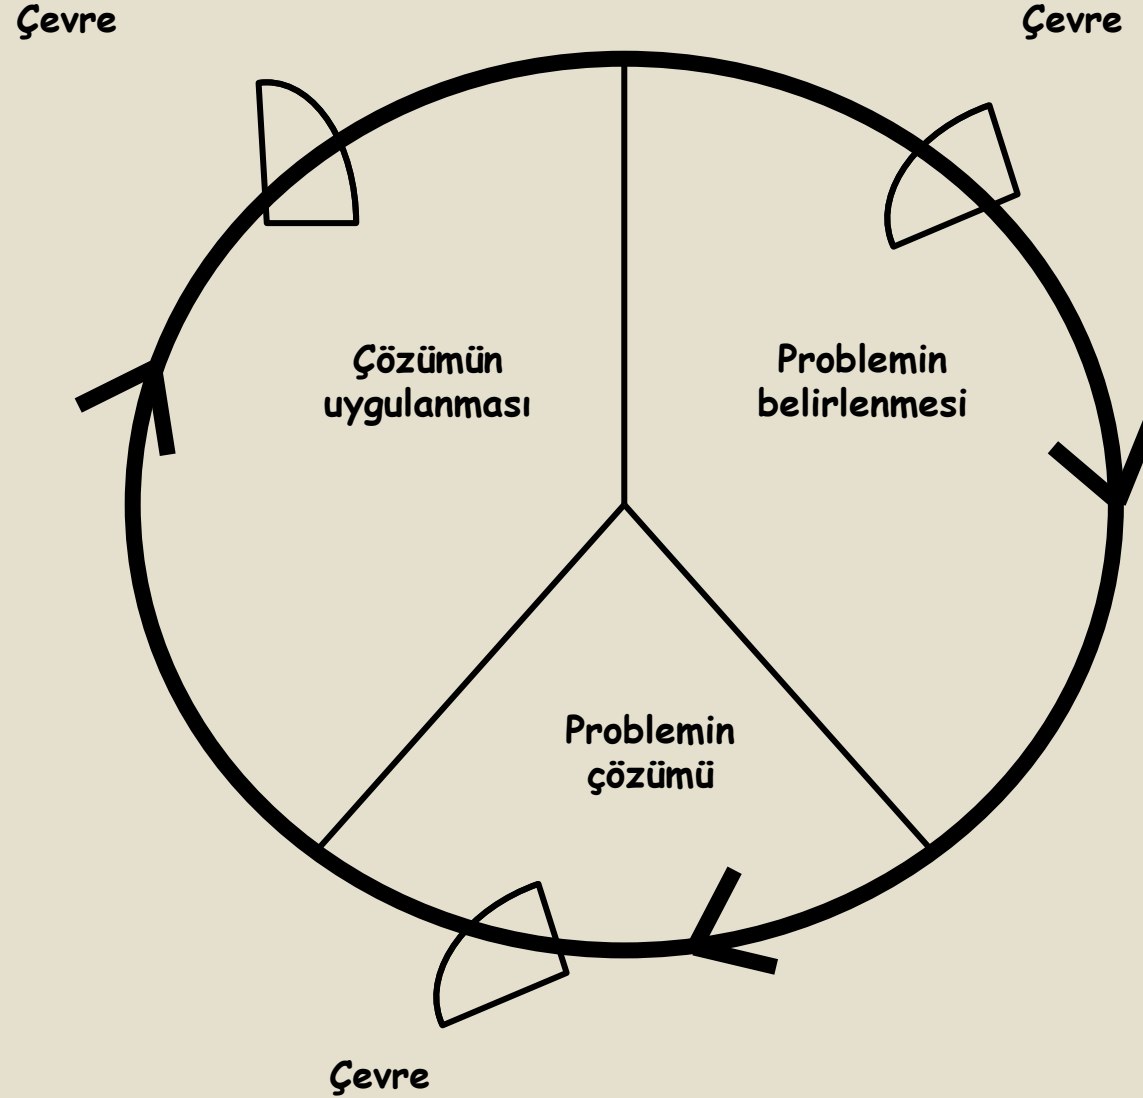 Çevre
Çevre
Çözümün
uygulanması
Problemin
belirlenmesi
Problemin
çözümü
Çevre